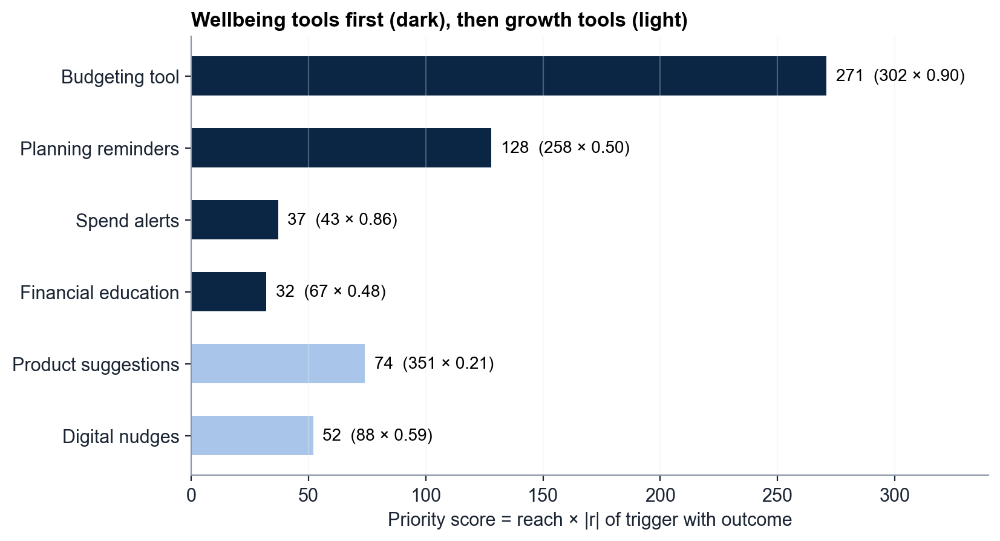 Wellbeing tools first (dark), then growth tools (light)
Budgeting tool 271 (302 × 0.90)
Planning reminders 128 (258 × 0.50)
Spend alerts 37 (43 × 0.86)
Financial education 32 (67 × 0.48)
Product suggestions 74 (351 × 0.21)
Digital nudges 52 (88 × 0.59)
0 50 100 150 200 250 300
Priority score = reach × |r| of trigger with outcome